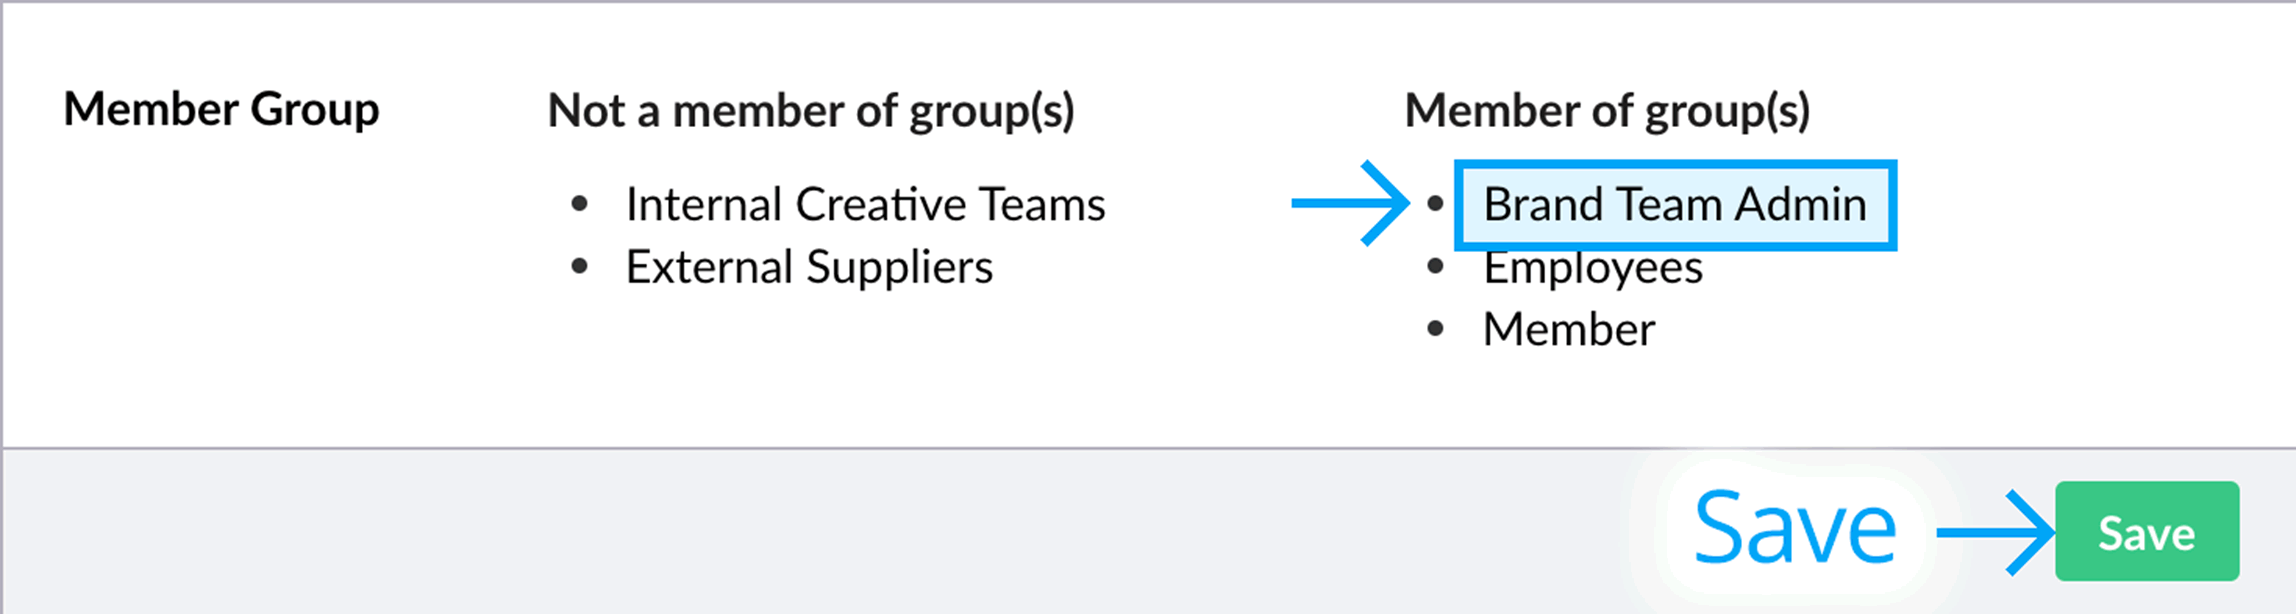 Member Group
Not a member of group(s)
Member of group(s)
Internal Creative Teams
External Suppliers
Brand Team Admin
Employees
Member
Save
Save